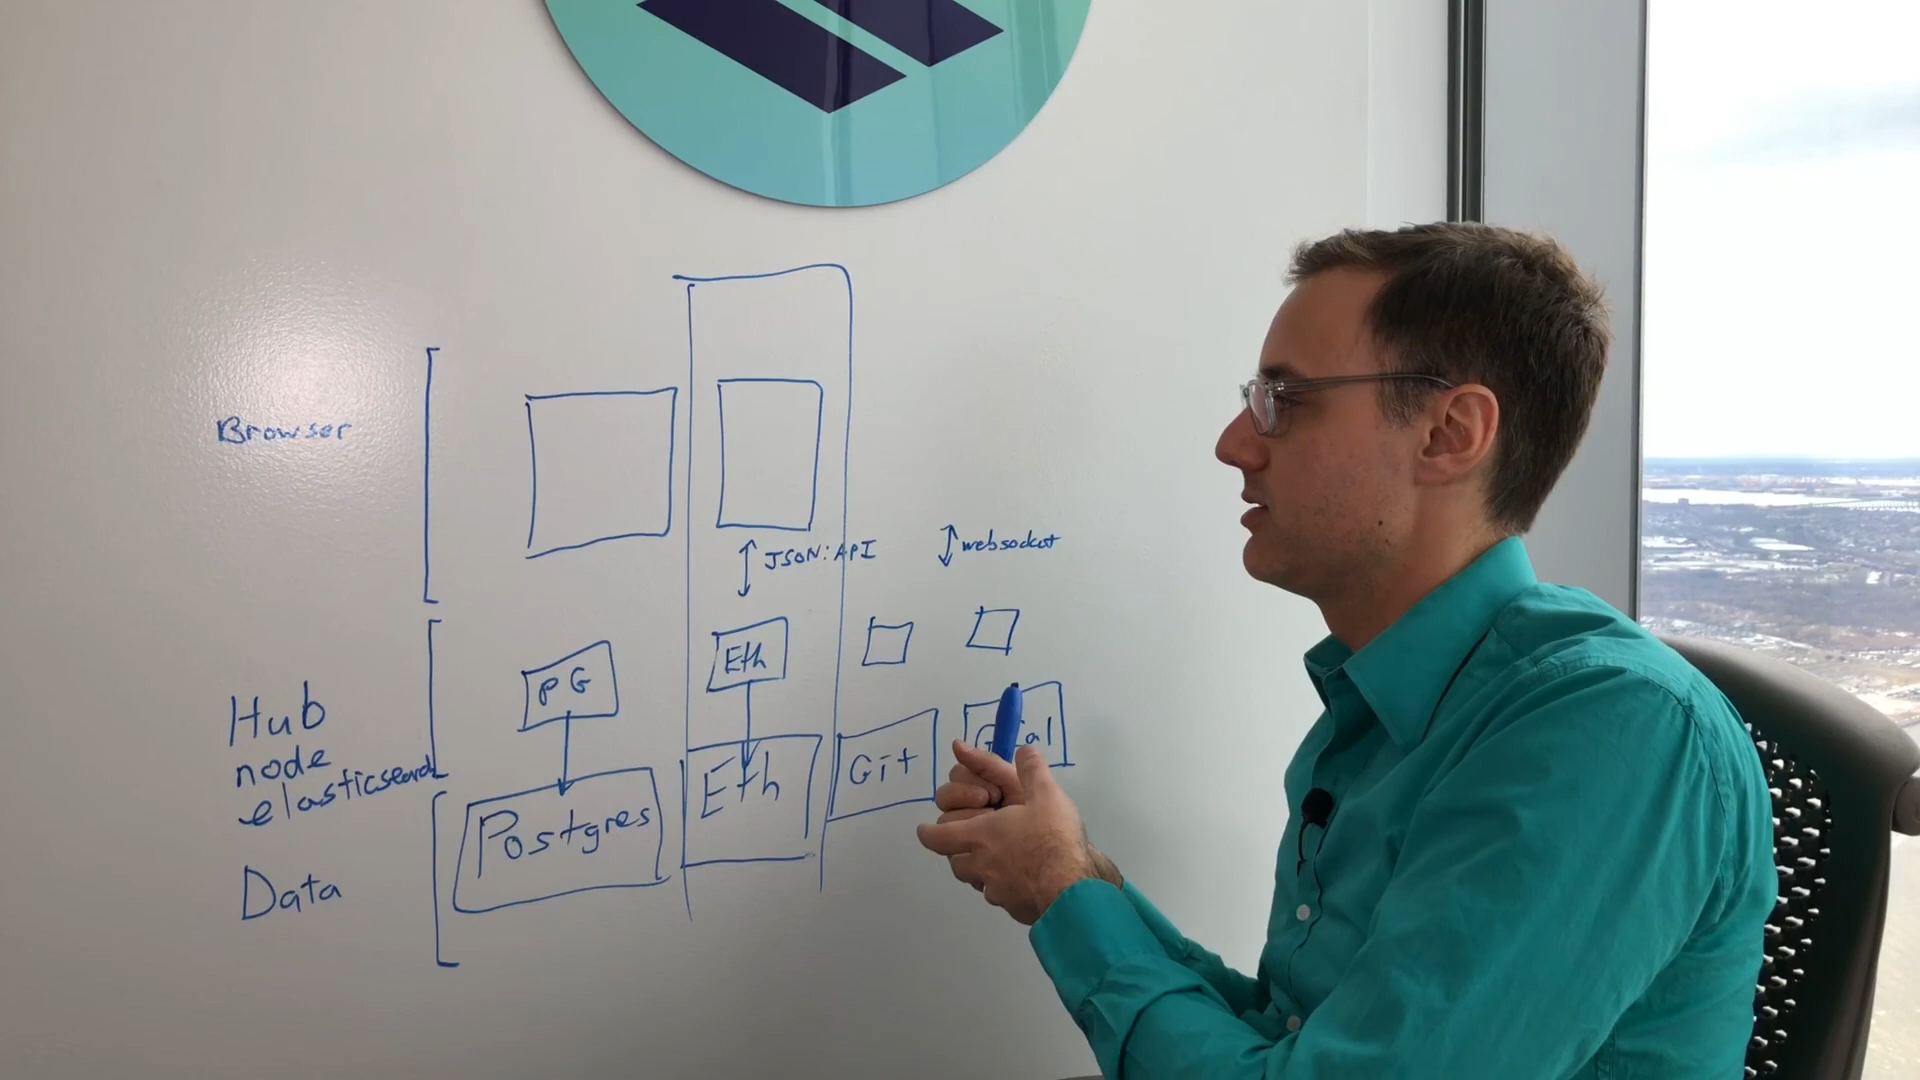 Browser
JSON:API
websocket
PG
Eth
Hub
node
elasticsearch
Postgres
Eth
Git
Data